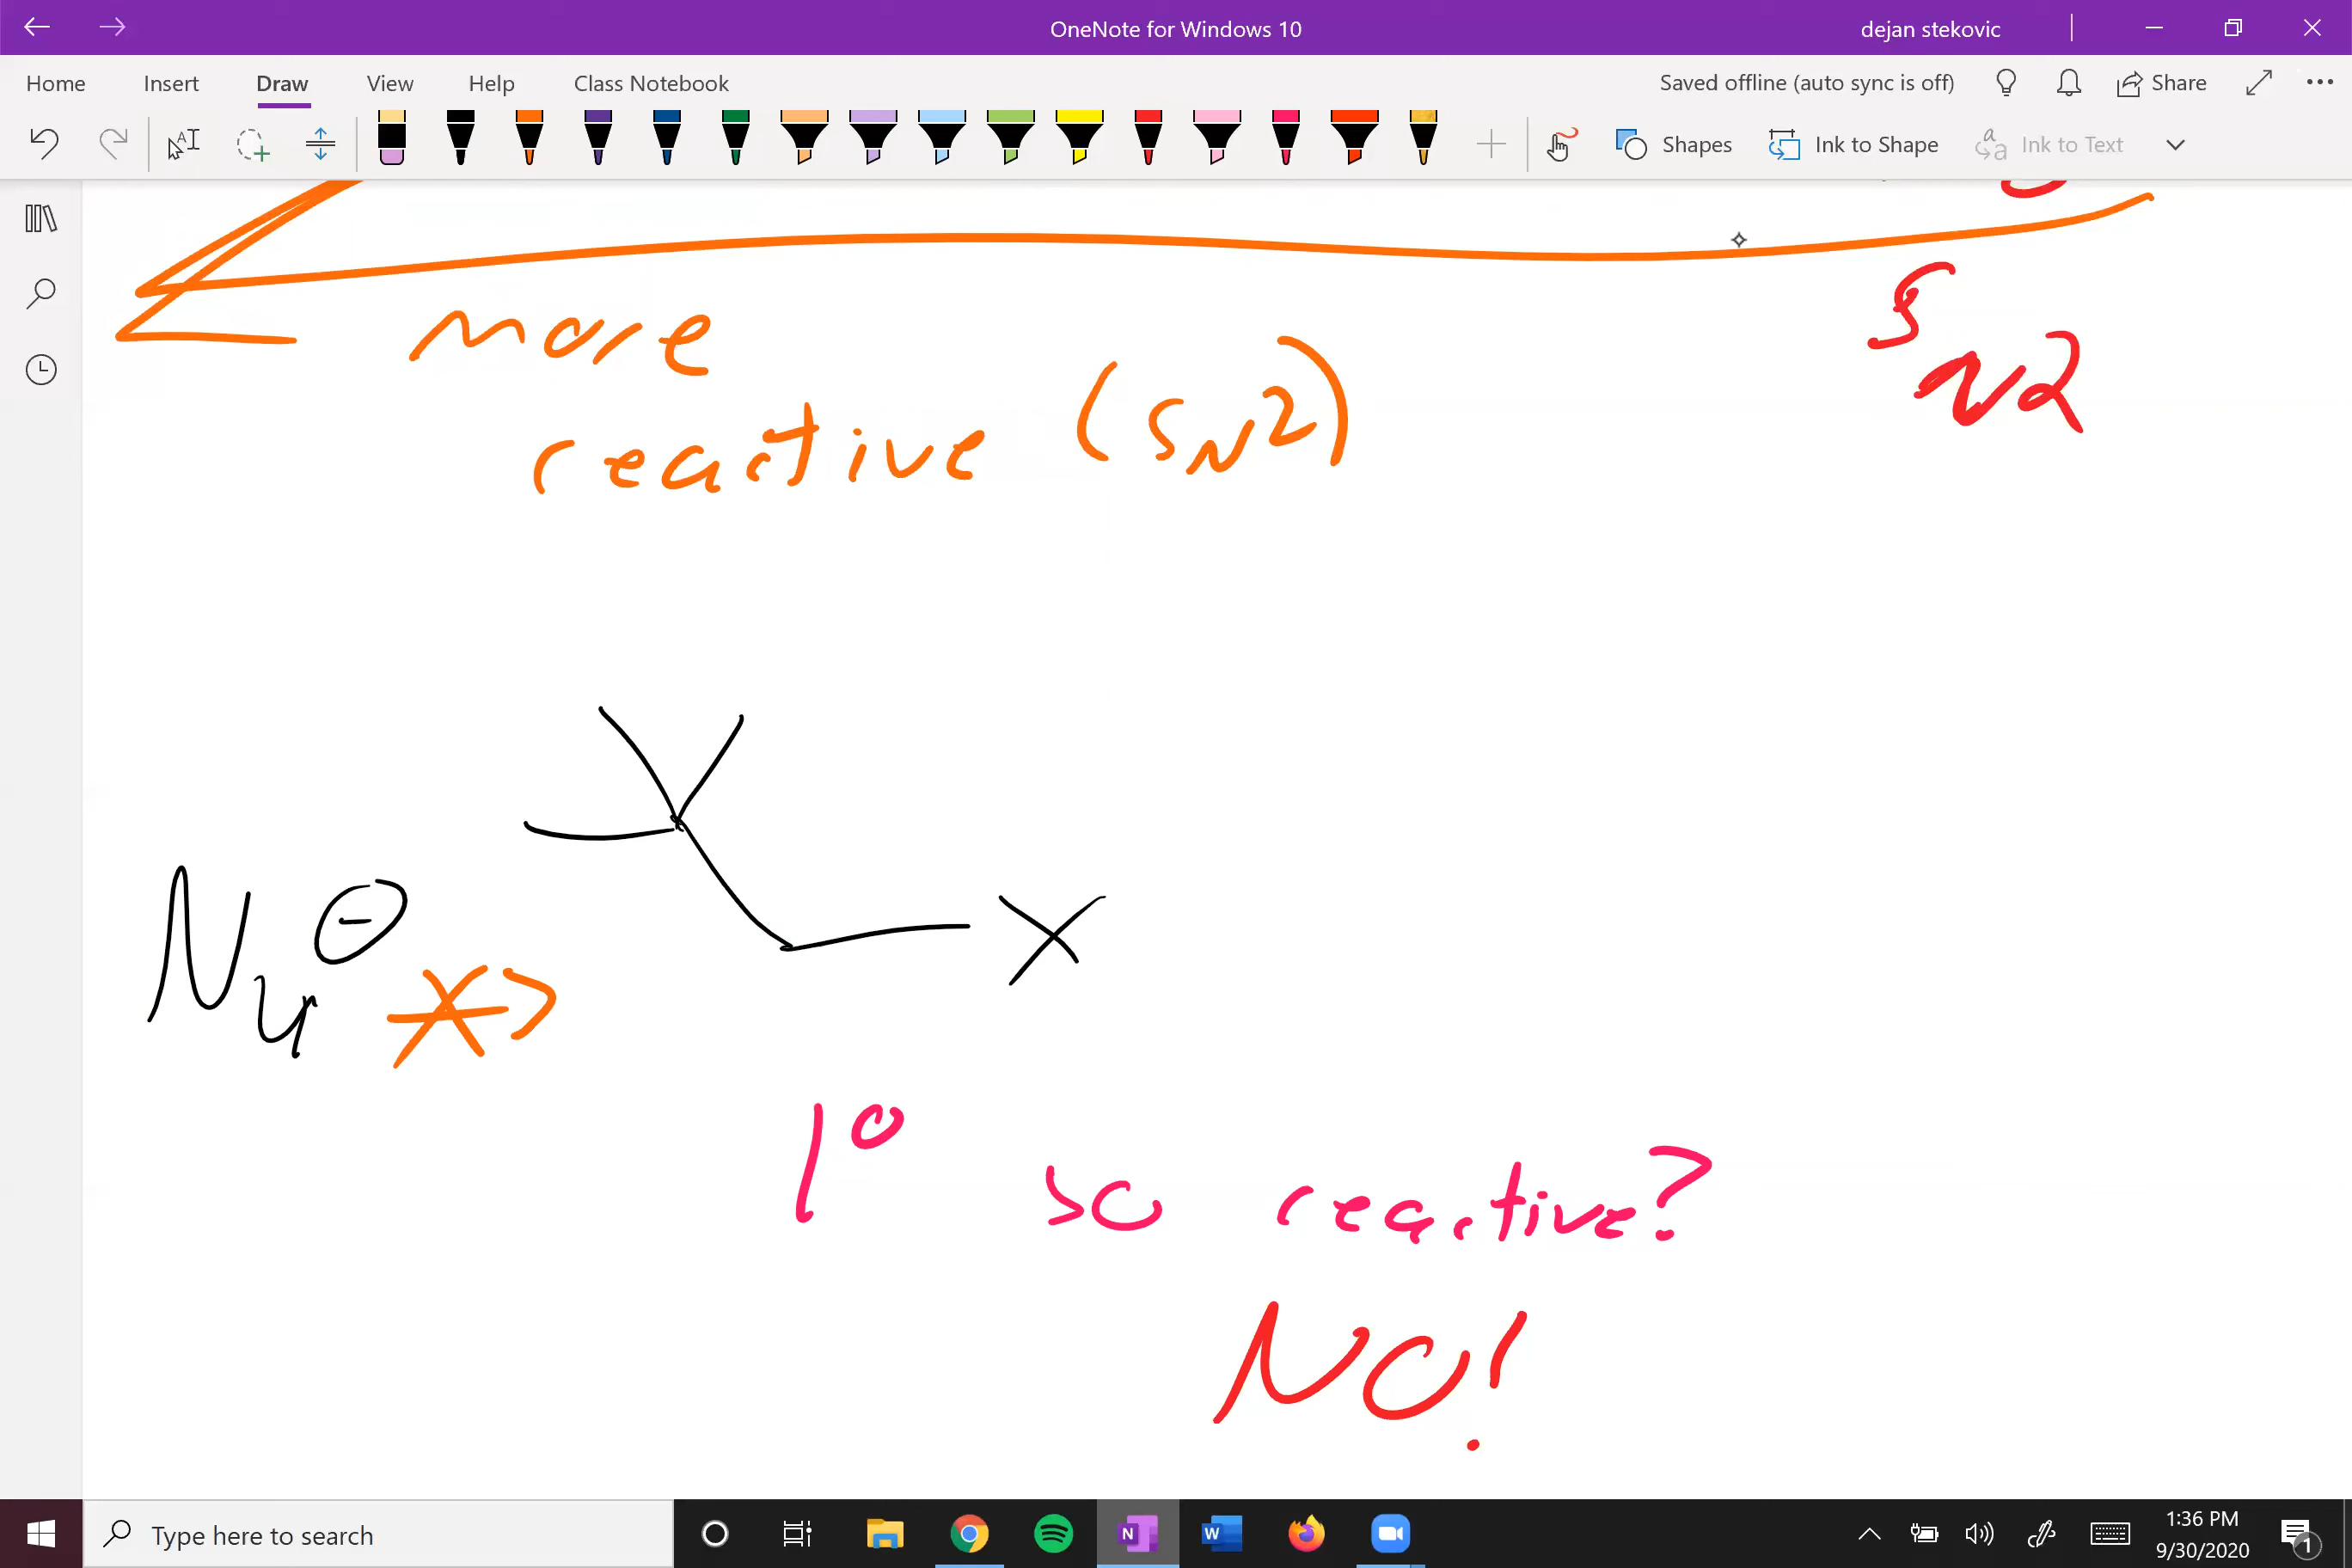 OneNote for Windows 10
dejan stekovic
Home Insert Draw View Help Class Notebook
Saved offline (auto sync is off) Share
Shapes Ink to Shape Ink to Text
more
reactive (SN2)
SN2
Nu⊖
X
1° so reactive?
NO!
Type here to search
1:36 PM
9/30/2020
1